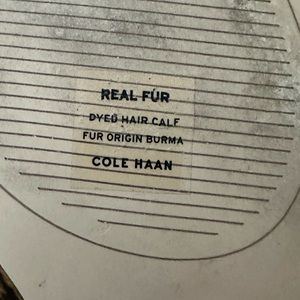 REAL FUR
DYED HAIR CALF
FUR ORIGIN BURMA
COLE HAAN